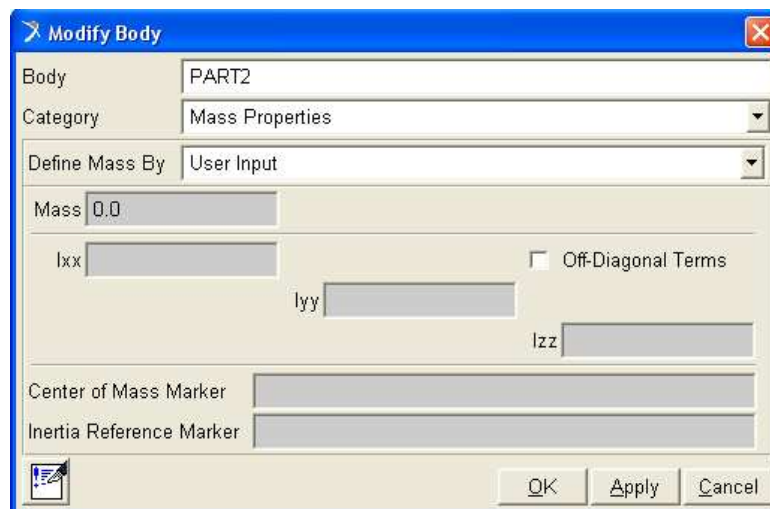 Modify Body
Body PART2
Category Mass Properties
Define Mass By User Input
Mass 0.0
Ixx Off-Diagonal Terms
Iyy
Izz
Center of Mass Marker
Inertia Reference Marker
OK Apply Cancel